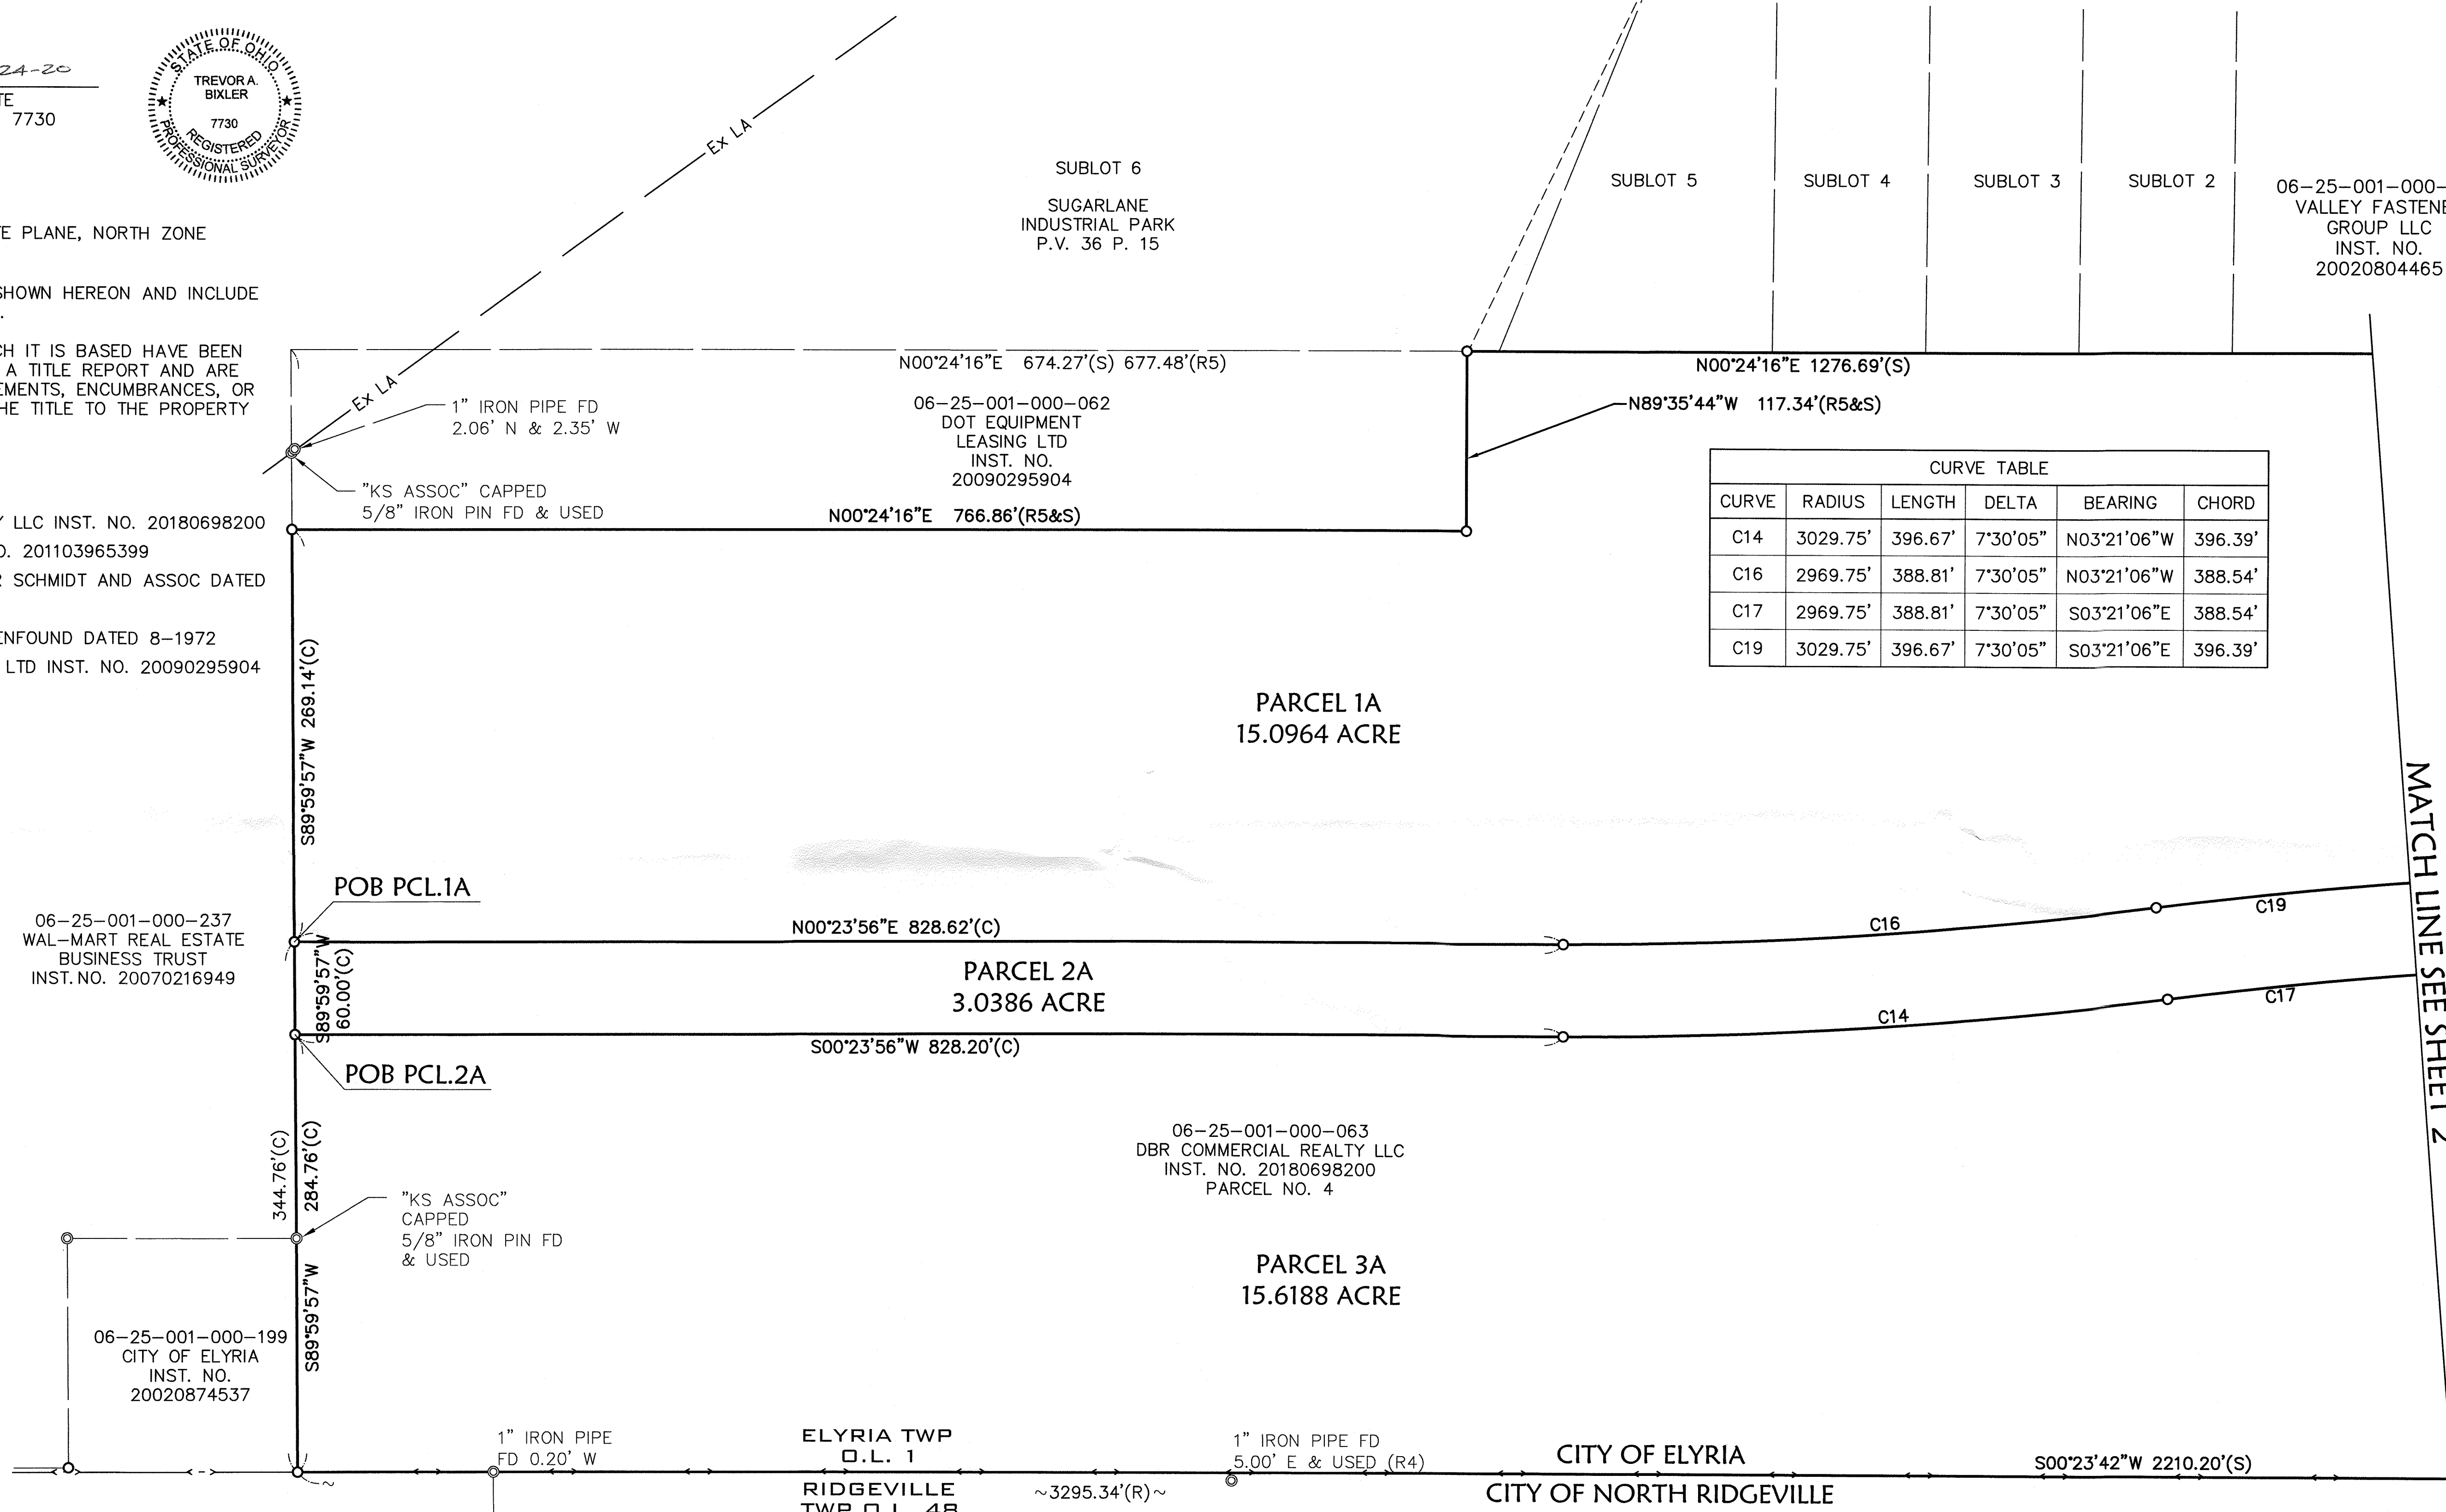 24-20
7730
STATE OF OHIO
TREVOR A.
BIXLER
7730
REGISTERED
PROFESSIONAL SURVEYOR
PLANE, NORTH ZONE
SHOWN HEREON AND INCLUDE
IT IS BASED HAVE BEEN
A TITLE REPORT AND ARE
ENCUMBRANCES, OR
TITLE TO THE PROPERTY
LLC INST. NO. 20180698200
201103965399
SCHMIDT AND ASSOC DATED
DATED 8-1972
LTD INST. NO. 20090295904
Ex LA
Ex LA
SUBLOT 6
SUGARLANE
INDUSTRIAL PARK
P.V. 36 P. 15
SUBLOT 5
SUBLOT 4
SUBLOT 3
SUBLOT 2
06-25-001-000-
VALLEY
GROUP LLC
INST. NO.
20020804465
N00°24'16"E 674.27'(S) 677.48'(R5)
N00°24'16"E 1276.69'(S)
N89°35'44"W 117.34'(R5&S)
06-25-001-000-062
DOT EQUIPMENT
LEASING LTD
INST. NO.
20090295904
1" IRON PIPE FD
2.06' N & 2.35' W
"KS ASSOC" CAPPED
5/8" IRON PIN FD & USED
N00°24'16"E 766.86'(R5&S)
CURVE TABLE
CURVE RADIUS LENGTH DELTA BEARING CHORD
C14 3029.75' 396.67' 7°30'05" N03°21'06"W 396.39'
C16 2969.75' 388.81' 7°30'05" N03°21'06"W 388.54'
C17 2969.75' 388.81' 7°30'05" S03°21'06"E 388.54'
C19 3029.75' 396.67' 7°30'05" S03°21'06"E 396.39'
S89°59'57"W 269.14'(C)
PARCEL 1A
15.0964 ACRE
MATCH LINE SEE SHEET 2
POB PCL.1A
06-25-001-000-237
WAL-MART REAL ESTATE
BUSINESS TRUST
INST.NO. 20070216949
S89°59'57"W
60.00'(C)
N00°23'56"E 828.62'(C)
C16
C19
PARCEL 2A
3.0386 ACRE
S00°23'56"W 828.20'(C)
C14
C17
POB PCL.2A
344.76'(C)
284.76'(C)
06-25-001-000-063
DBR COMMERCIAL REALTY LLC
INST. NO. 20180698200
PARCEL NO. 4
"KS ASSOC"
CAPPED
5/8" IRON PIN FD
& USED
S89°59'57"W
PARCEL 3A
15.6188 ACRE
06-25-001-000-199
CITY OF ELYRIA
INST. NO.
20020874537
1" IRON PIPE
FD 0.20' W
ELYRIA TWP
O.L. 1
RIDGEVILLE
TWP O.L. 48
1" IRON PIPE FD
5.00' E & USED (R4)
~3295.34'(R)~
CITY OF ELYRIA
CITY OF NORTH RIDGEVILLE
S00°23'42"W 2210.20'(S)